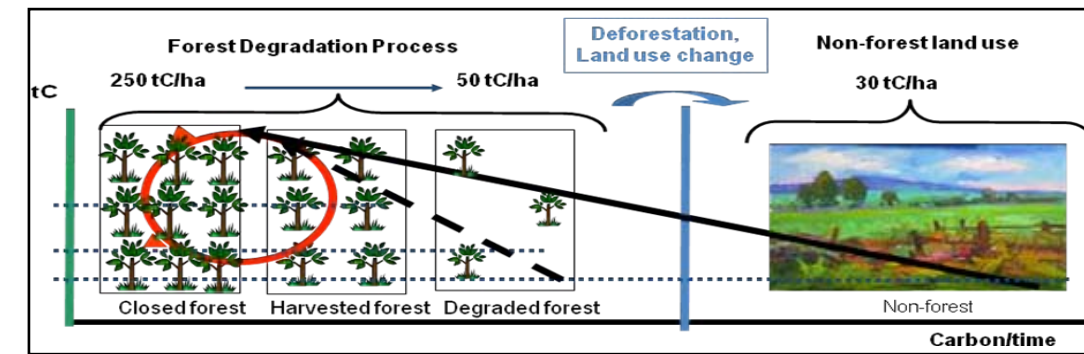 Forest Degradation Process
Deforestation,
Land use change
Non-forest land use
250 tC/ha
50 tC/ha
30 tC/ha
tC
Closed forest
Harvested forest
Degraded forest
Non-forest
Carbon/time